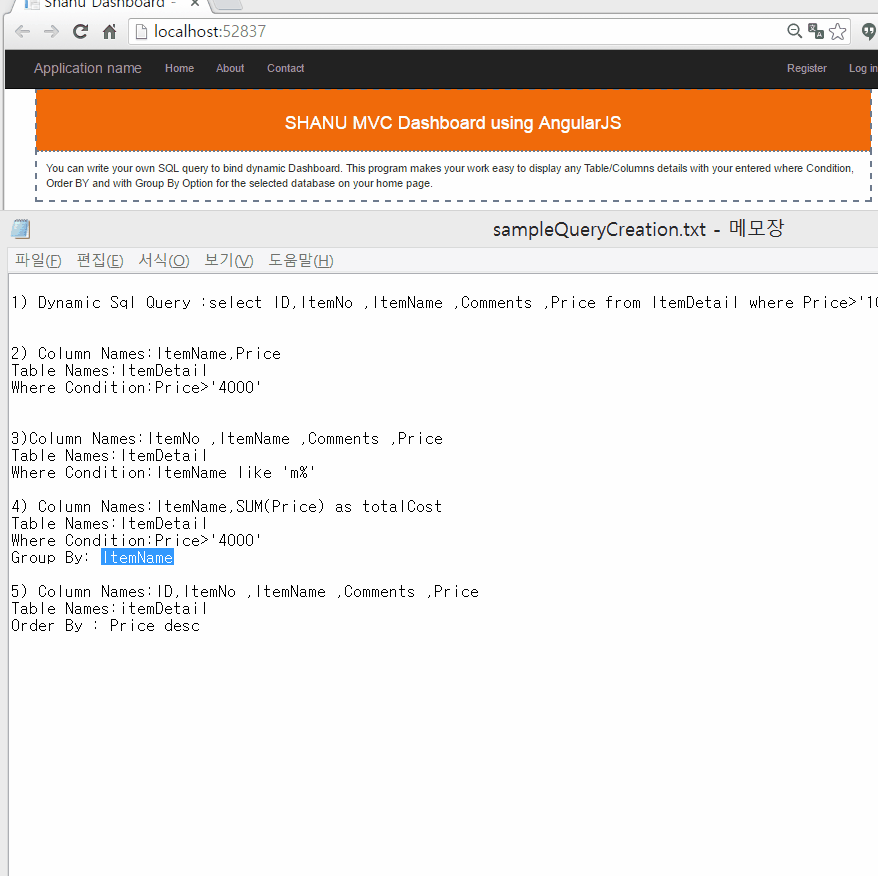 Shanu Dashboard -
localhost:52837
Application name Home About Contact Register Log in
SHANU MVC Dashboard using AngularJS
You can write your own SQL query to bind dynamic Dashboard. This program makes your work easy to display any Table/Columns details with your entered where Condition,
Order BY and with Group By Option for the selected database on your home page.
sampleQueryCreation.txt - 메모장
파일(F) 편집(E) 서식(O) 보기(V) 도움말(H)
1) Dynamic Sql Query :select ID,ItemNo ,ItemName ,Comments ,Price from ItemDetail where Price>'10
2) Column Names:ItemName,Price
Table Names:ItemDetail
Where Condition:Price>'4000'
3)Column Names:ItemNo ,ItemName ,Comments ,Price
Table Names:ItemDetail
Where Condition:ItemName like 'm%'
4) Column Names:ItemName,SUM(Price) as totalCost
Table Names:ItemDetail
Where Condition:Price>'4000'
Group By: ItemName
5) Column Names:ID,ItemNo ,ItemName ,Comments ,Price
Table Names:itemDetail
Order By : Price desc